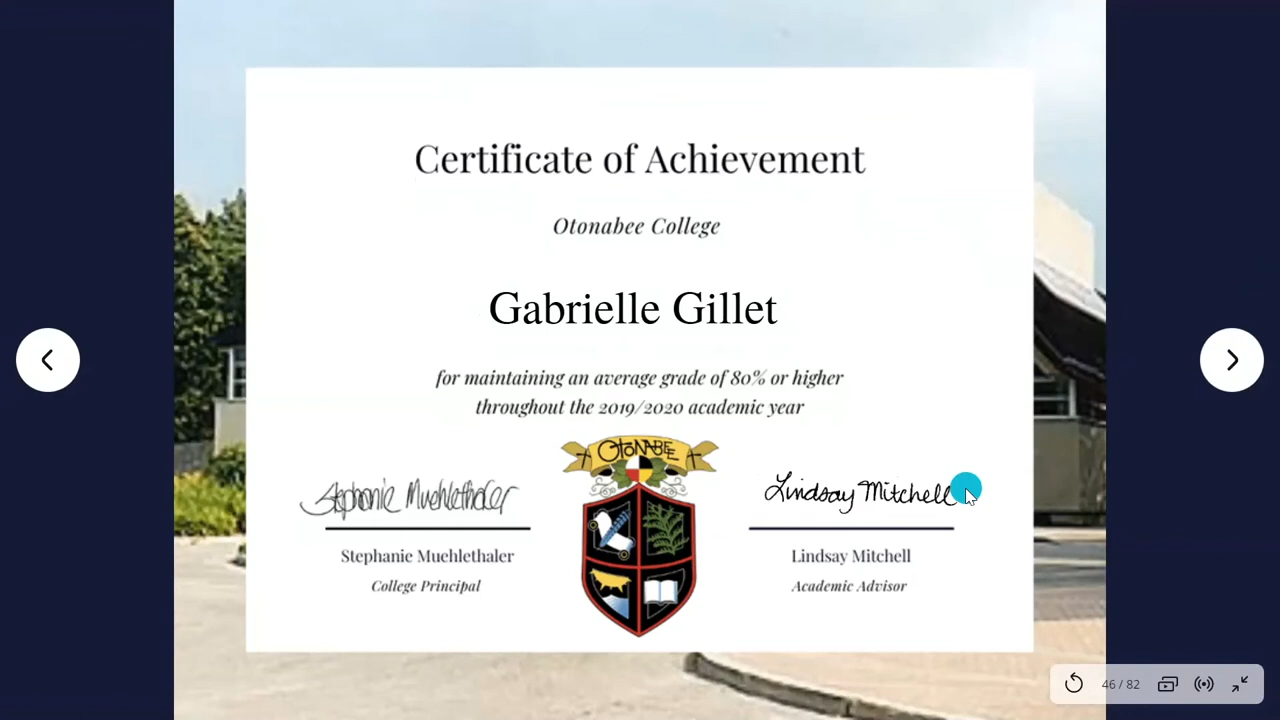 Certificate of Achievement
Otonabee College
Gabrielle Gillet
for maintaining an average grade of 80% or higher
throughout the 2019/2020 academic year
OTONABEE
Stephanie Muehlethaler
Lindsay Mitchell
Stephanie Muehlethaler
Lindsay Mitchell
College Principal
Academic Advisor
46 / 82